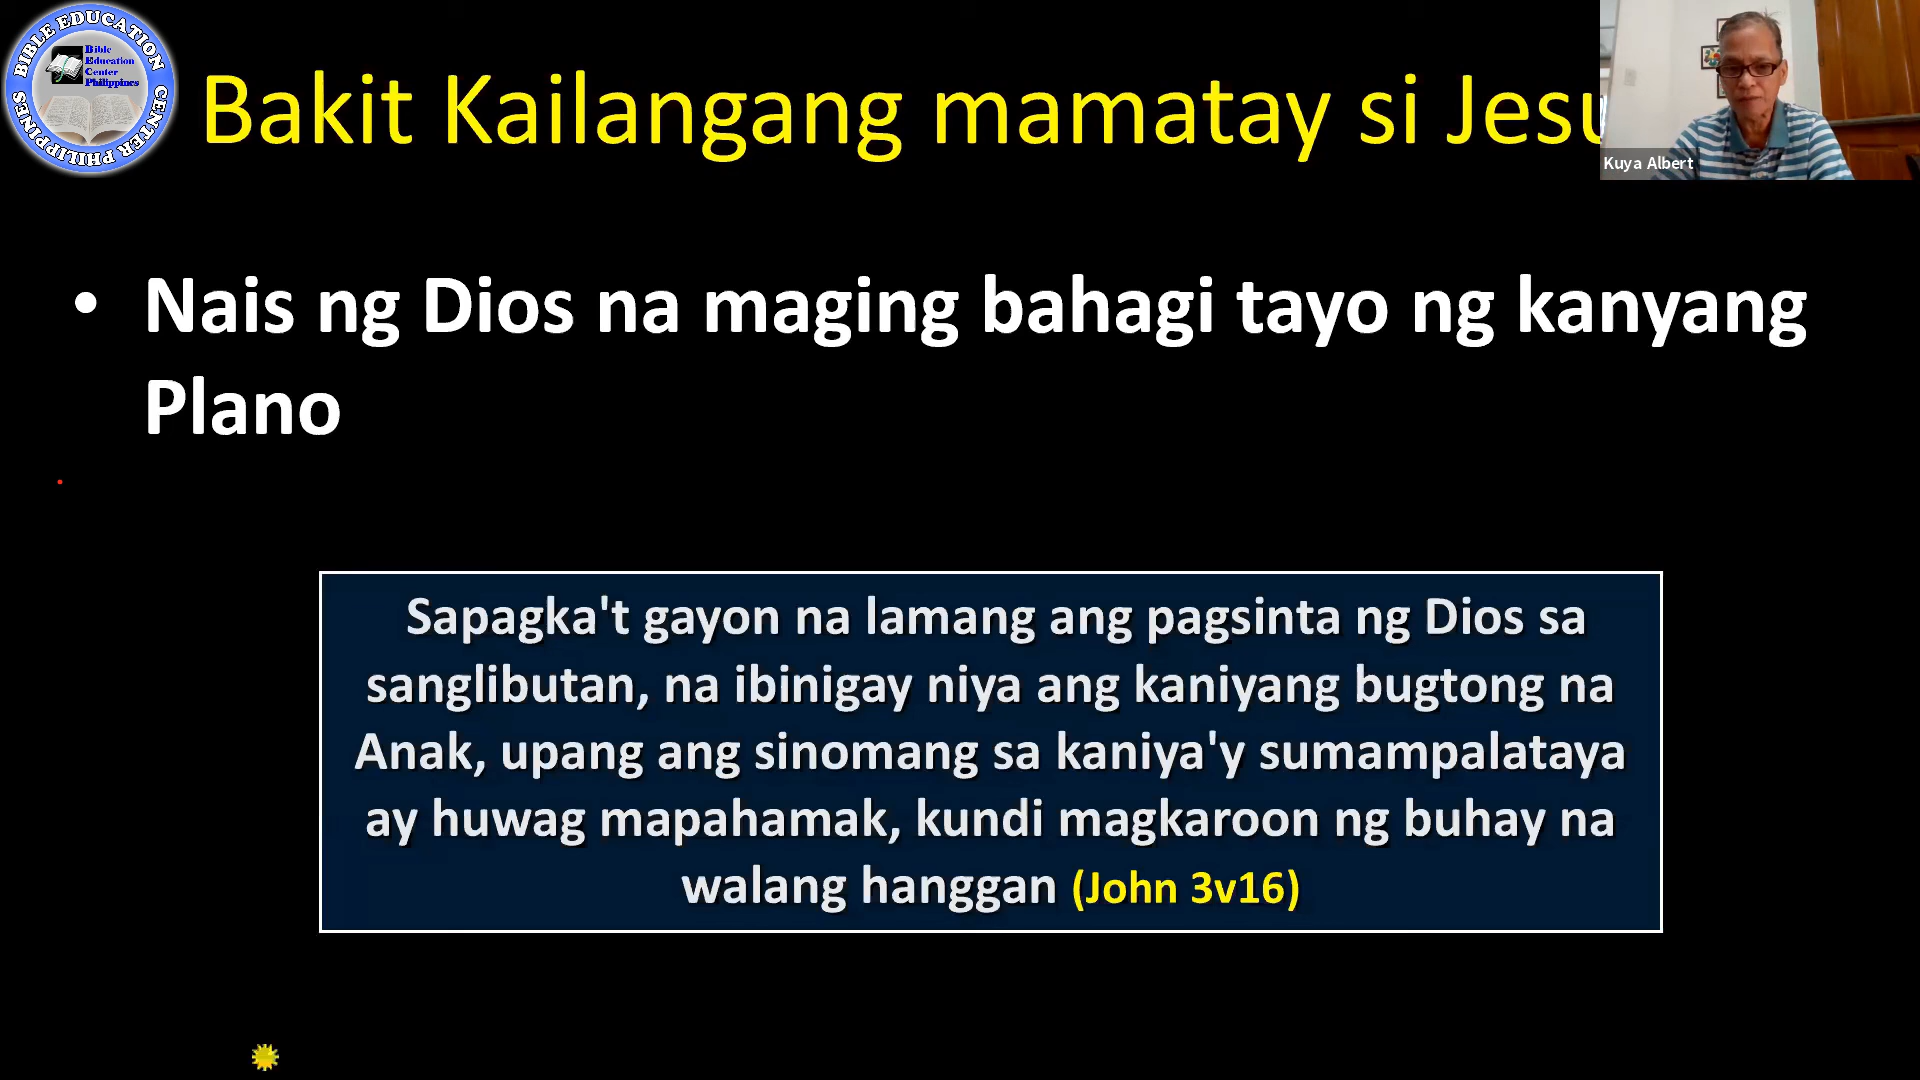 BIBLE EDUCATION CENTER PHILIPPINES
Bible
Education
Center
Philippines
Bakit Kailangang mamatay si Jesu
Kuya Albert
• Nais ng Dios na maging bahagi tayo ng kanyang
Plano
Sapagka't gayon na lamang ang pagsinta ng Dios sa
sanglibutan, na ibinigay niya ang kaniyang bugtong na
Anak, upang ang sinomang sa kaniya'y sumampalataya
ay huwag mapahamak, kundi magkaroon ng buhay na
walang hanggan (John 3v16)